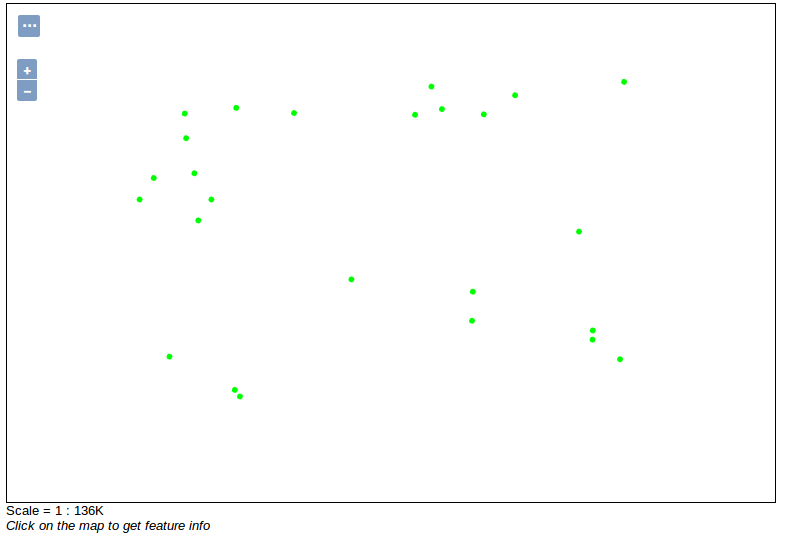 ...
+
−
Scale = 1 : 136K
Click on the map to get feature info